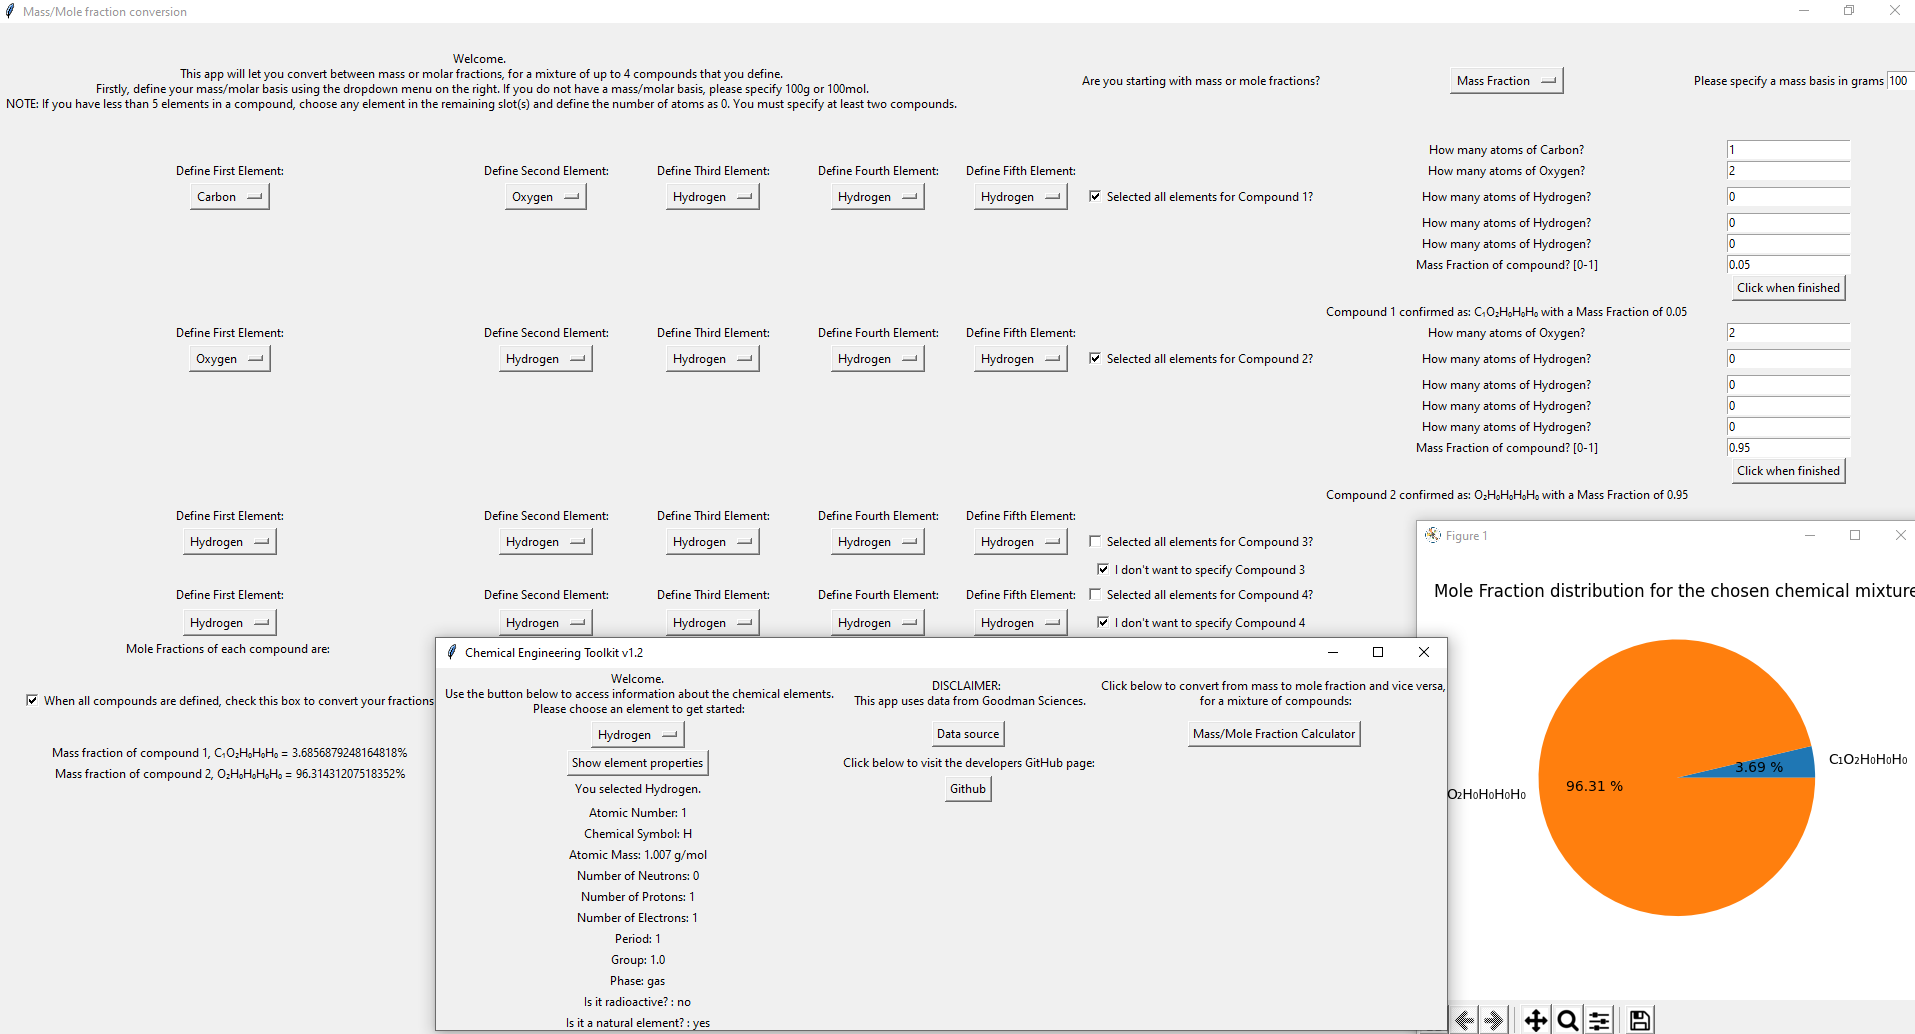 Mass/Mole fraction conversion
Welcome.
This app will let you convert between mass or molar fractions, for a mixture of up to 4 compounds that you define.
Firstly, define your mass/molar basis using the dropdown menu on the right. If you do not have a mass/molar basis, please specify 100g or 100mol.
NOTE: If you have less than 5 elements in a compound, choose any element in the remaining slot(s) and define the number of atoms as 0. You must specify at least two compounds.
Are you starting with mass or mole fractions?
Mass Fraction
Please specify a mass basis in grams 100
Define First Element: Define Second Element: Define Third Element: Define Fourth Element: Define Fifth Element:
Carbon Oxygen Hydrogen Hydrogen Hydrogen
Selected all elements for Compound 1?
How many atoms of Carbon? 1
How many atoms of Oxygen? 2
How many atoms of Hydrogen? 0
How many atoms of Hydrogen? 0
How many atoms of Hydrogen? 0
Mass Fraction of compound? [0-1] 0.05
Click when finished
Compound 1 confirmed as: C₁O₂H₀H₀H₀ with a Mass Fraction of 0.05
Define First Element: Define Second Element: Define Third Element: Define Fourth Element: Define Fifth Element:
Oxygen Hydrogen Hydrogen Hydrogen Hydrogen
Selected all elements for Compound 2?
How many atoms of Oxygen? 2
How many atoms of Hydrogen? 0
How many atoms of Hydrogen? 0
How many atoms of Hydrogen? 0
How many atoms of Hydrogen? 0
Mass Fraction of compound? [0-1] 0.95
Click when finished
Compound 2 confirmed as: O₂H₀H₀H₀H₀ with a Mass Fraction of 0.95
Define First Element: Define Second Element: Define Third Element: Define Fourth Element: Define Fifth Element:
Hydrogen Hydrogen Hydrogen Hydrogen Hydrogen
Selected all elements for Compound 3?
I don't want to specify Compound 3
Define First Element: Define Second Element: Define Third Element: Define Fourth Element: Define Fifth Element:
Selected all elements for Compound 4?
Hydrogen Hydrogen Hydrogen Hydrogen Hydrogen
I don't want to specify Compound 4
Mole Fractions of each compound are:
When all compounds are defined, check this box to convert your fractions
Mass fraction of compound 1, C₁O₂H₀H₀H₀ = 3.6856879248164818%
Mass fraction of compound 2, O₂H₀H₀H₀H₀ = 96.31431207518352%
Chemical Engineering Toolkit v1.2
Welcome.
Use the button below to access information about the chemical elements.
Please choose an element to get started:
Hydrogen
Show element properties
You selected Hydrogen.
Atomic Number: 1
Chemical Symbol: H
Atomic Mass: 1.007 g/mol
Number of Neutrons: 0
Number of Protons: 1
Number of Electrons: 1
Period: 1
Group: 1.0
Phase: gas
Is it radioactive? : no
Is it a natural element? : yes
DISCLAIMER:
This app uses data from Goodman Sciences.
Data source
Click below to visit the developers GitHub page:
Github
Click below to convert from mass to mole fraction and vice versa,
for a mixture of compounds:
Mass/Mole Fraction Calculator
Figure 1
Mole Fraction distribution for the chosen chemical mixture
C₁O₂H₀H₀H₀
3.69 %
96.31 %
O₂H₀H₀H₀H₀